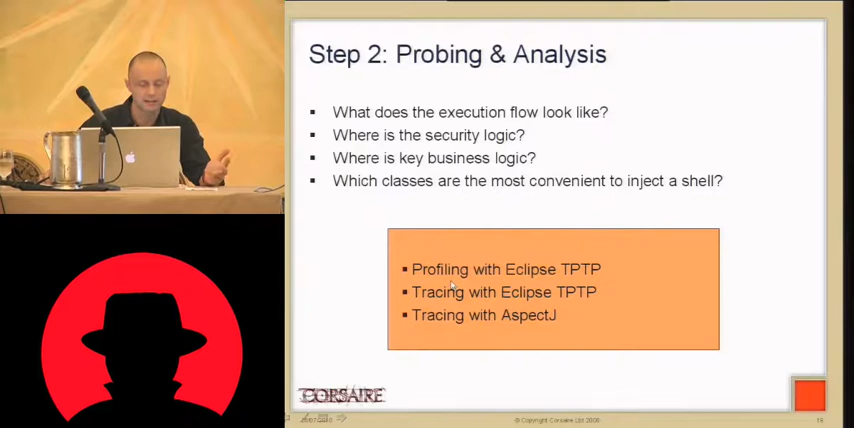 Step 2: Probing & Analysis
▪ What does the execution flow look like?
▪ Where is the security logic?
▪ Where is key business logic?
▪ Which classes are the most convenient to inject a shell?
▪ Profiling with Eclipse TPTP
▪ Tracing with Eclipse TPTP
▪ Tracing with AspectJ
CORSAIRE
© Copyright Corsaire Ltd 2008